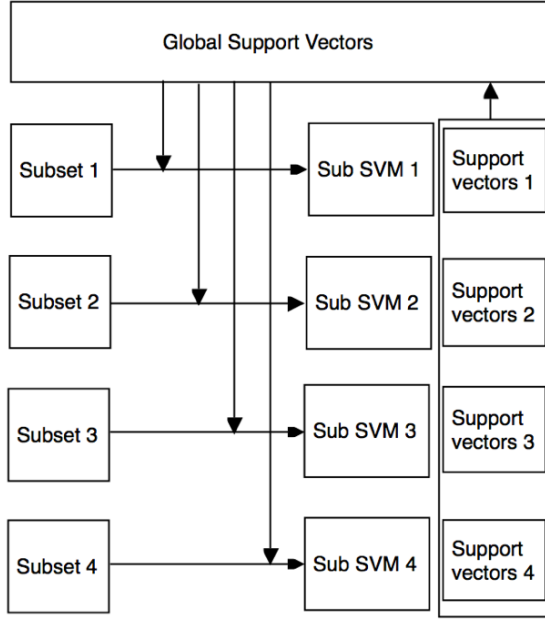 Global Support Vectors
Subset 1
Sub SVM 1
Support
vectors 1
Subset 2
Sub SVM 2
Support
vectors 2
Subset 3
Sub SVM 3
Support
vectors 3
Subset 4
Sub SVM 4
Support
vectors 4